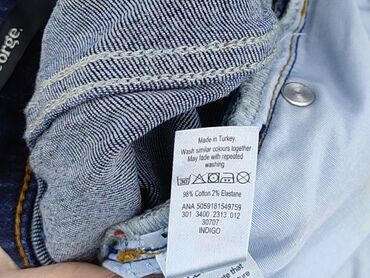 orge.
Made in Turkey
Wash similar colours together
May fade with repeated
washing
98% Cotton 2% Elastane
ANA 5059181549759
301 3400 2313 012
30707
INDIGO